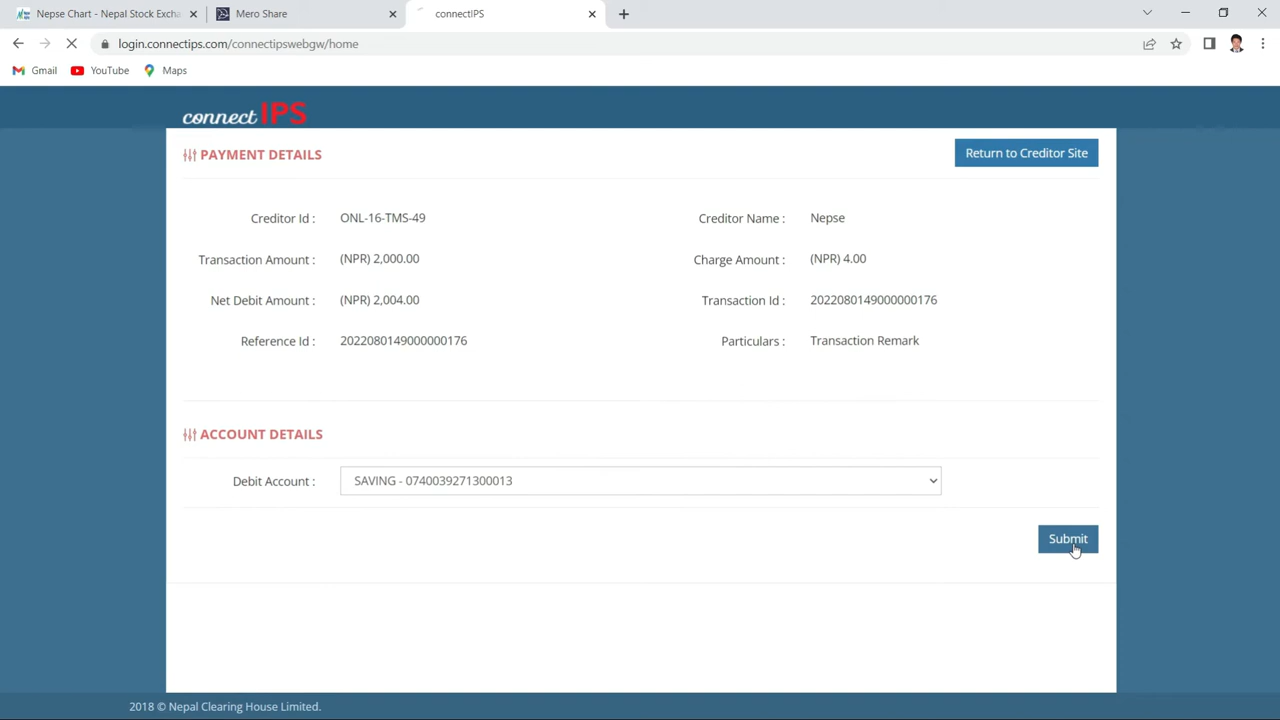 Nepse Chart - Nepal Stock Excha
Mero Share
connectIPS
login.connectips.com/connectipswebgw/home
Gmail
YouTube
Maps
connectIPS
PAYMENT DETAILS
Return to Creditor Site
Creditor Id : ONL-16-TMS-49 Creditor Name : Nepse
Transaction Amount : (NPR) 2,000.00 Charge Amount : (NPR) 4.00
Net Debit Amount : (NPR) 2,004.00 Transaction Id : 2022080149000000176
Reference Id : 2022080149000000176 Particulars : Transaction Remark
ACCOUNT DETAILS
Debit Account : SAVING - 0740039271300013
Submit
2018 © Nepal Clearing House Limited.